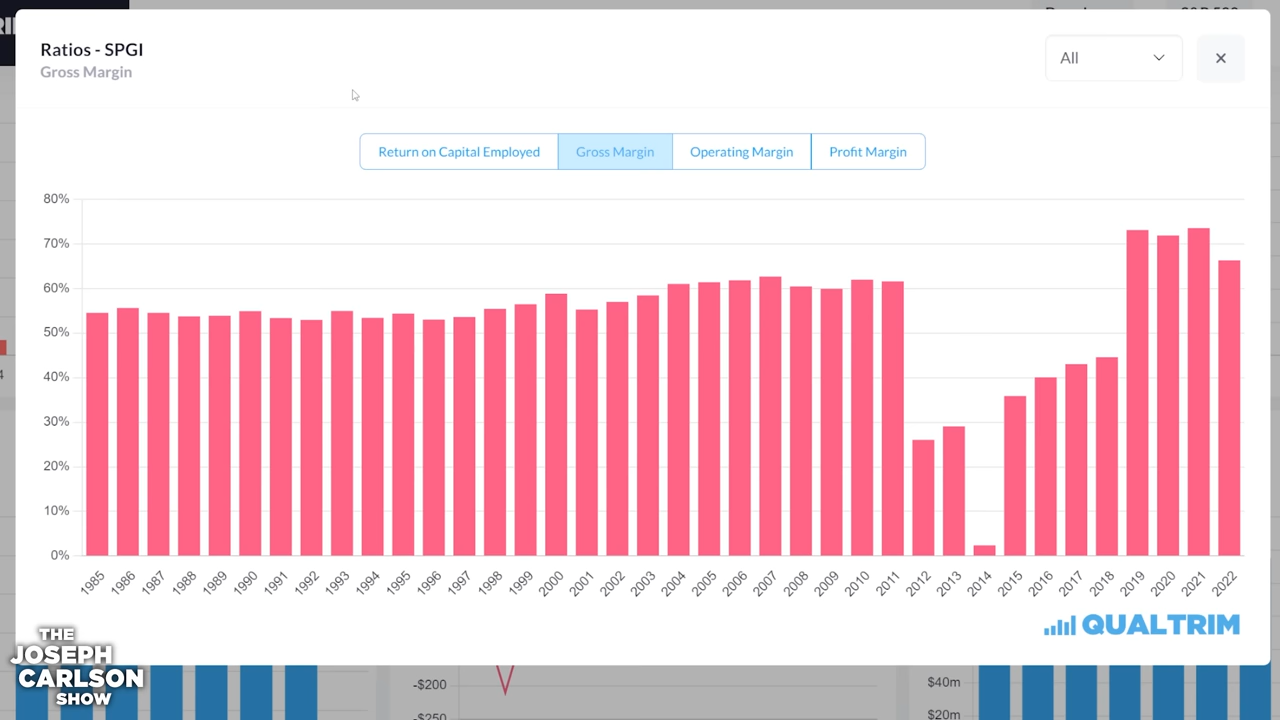 Ratios - SPGI
Gross Margin
All
Return on Capital Employed Gross Margin Operating Margin Profit Margin
80%
70%
60%
50%
40%
30%
20%
10%
0%
1985 1986 1987 1988 1989 1990 1991 1992 1993 1994 1995 1996 1997 1998 1999 2000 2001 2002 2003 2004 2005 2006 2007 2008 2009 2010 2011 2012 2013 2014 2015 2016 2017 2018 2019 2020 2021 2022
QUALTRIM
THE
JOSEPH
CARLSON
SHOW
-$200
-$250
$40m
$20m